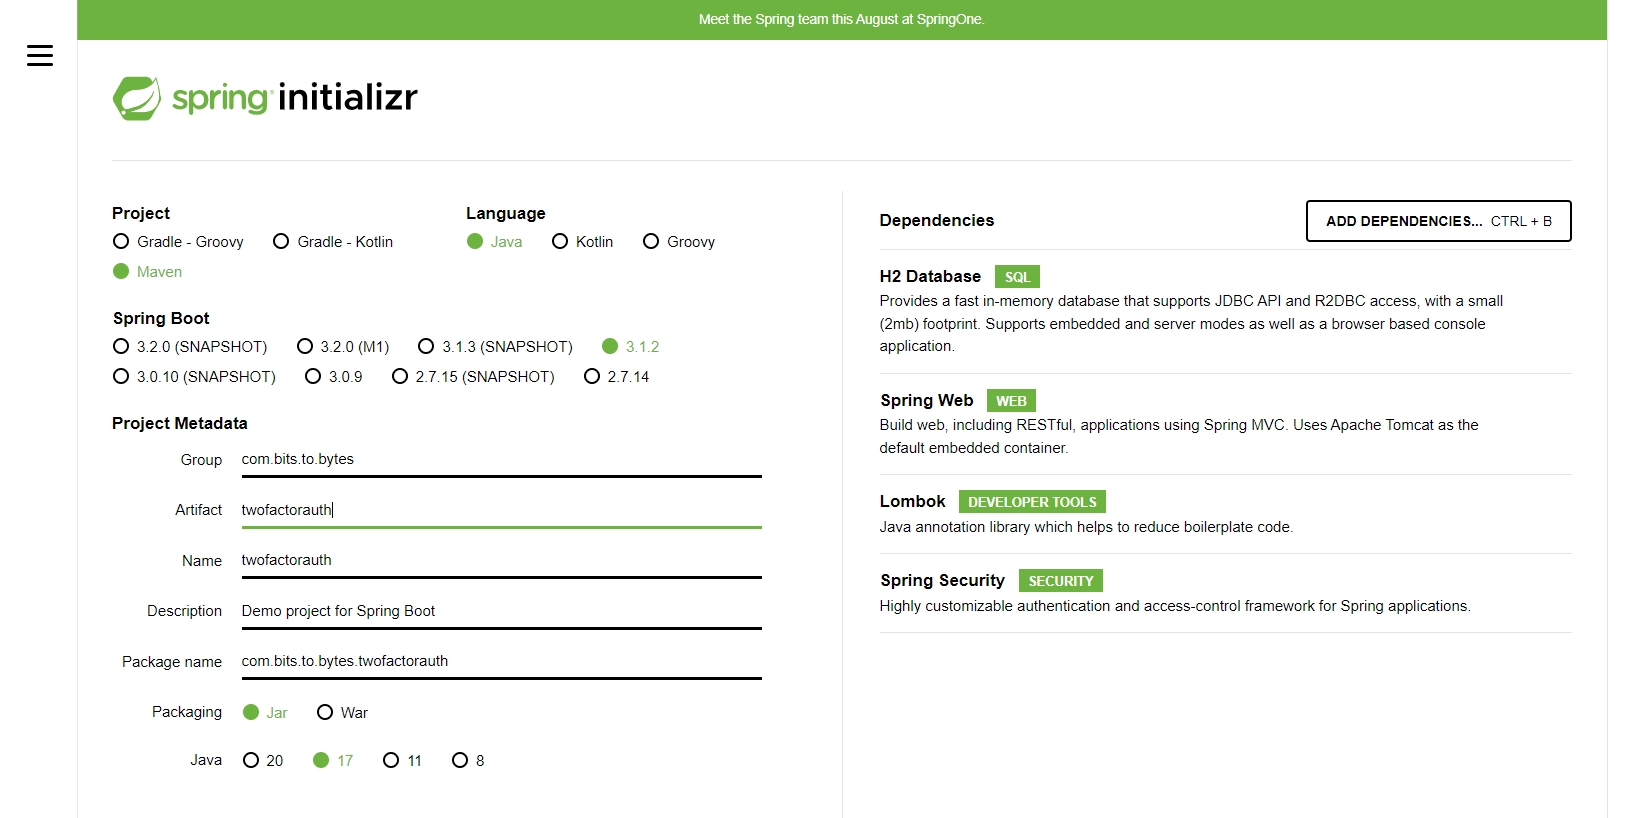 Meet the Spring team this August at SpringOne.
spring initializr
Project
Gradle - Groovy Gradle - Kotlin
Maven
Language
Java Kotlin Groovy
Spring Boot
3.2.0 (SNAPSHOT) 3.2.0 (M1) 3.1.3 (SNAPSHOT) 3.1.2
3.0.10 (SNAPSHOT) 3.0.9 2.7.15 (SNAPSHOT) 2.7.14
Project Metadata
Group com.bits.to.bytes
Artifact twofactorauth
Name twofactorauth
Description Demo project for Spring Boot
Package name com.bits.to.bytes.twofactorauth
Packaging Jar War
Java 20 17 11 8
Dependencies
ADD DEPENDENCIES... CTRL + B
H2 Database SQL
Provides a fast in-memory database that supports JDBC API and R2DBC access, with a small
(2mb) footprint. Supports embedded and server modes as well as a browser based console
application.
Spring Web WEB
Build web, including RESTful, applications using Spring MVC. Uses Apache Tomcat as the
default embedded container.
Lombok DEVELOPER TOOLS
Java annotation library which helps to reduce boilerplate code.
Spring Security SECURITY
Highly customizable authentication and access-control framework for Spring applications.